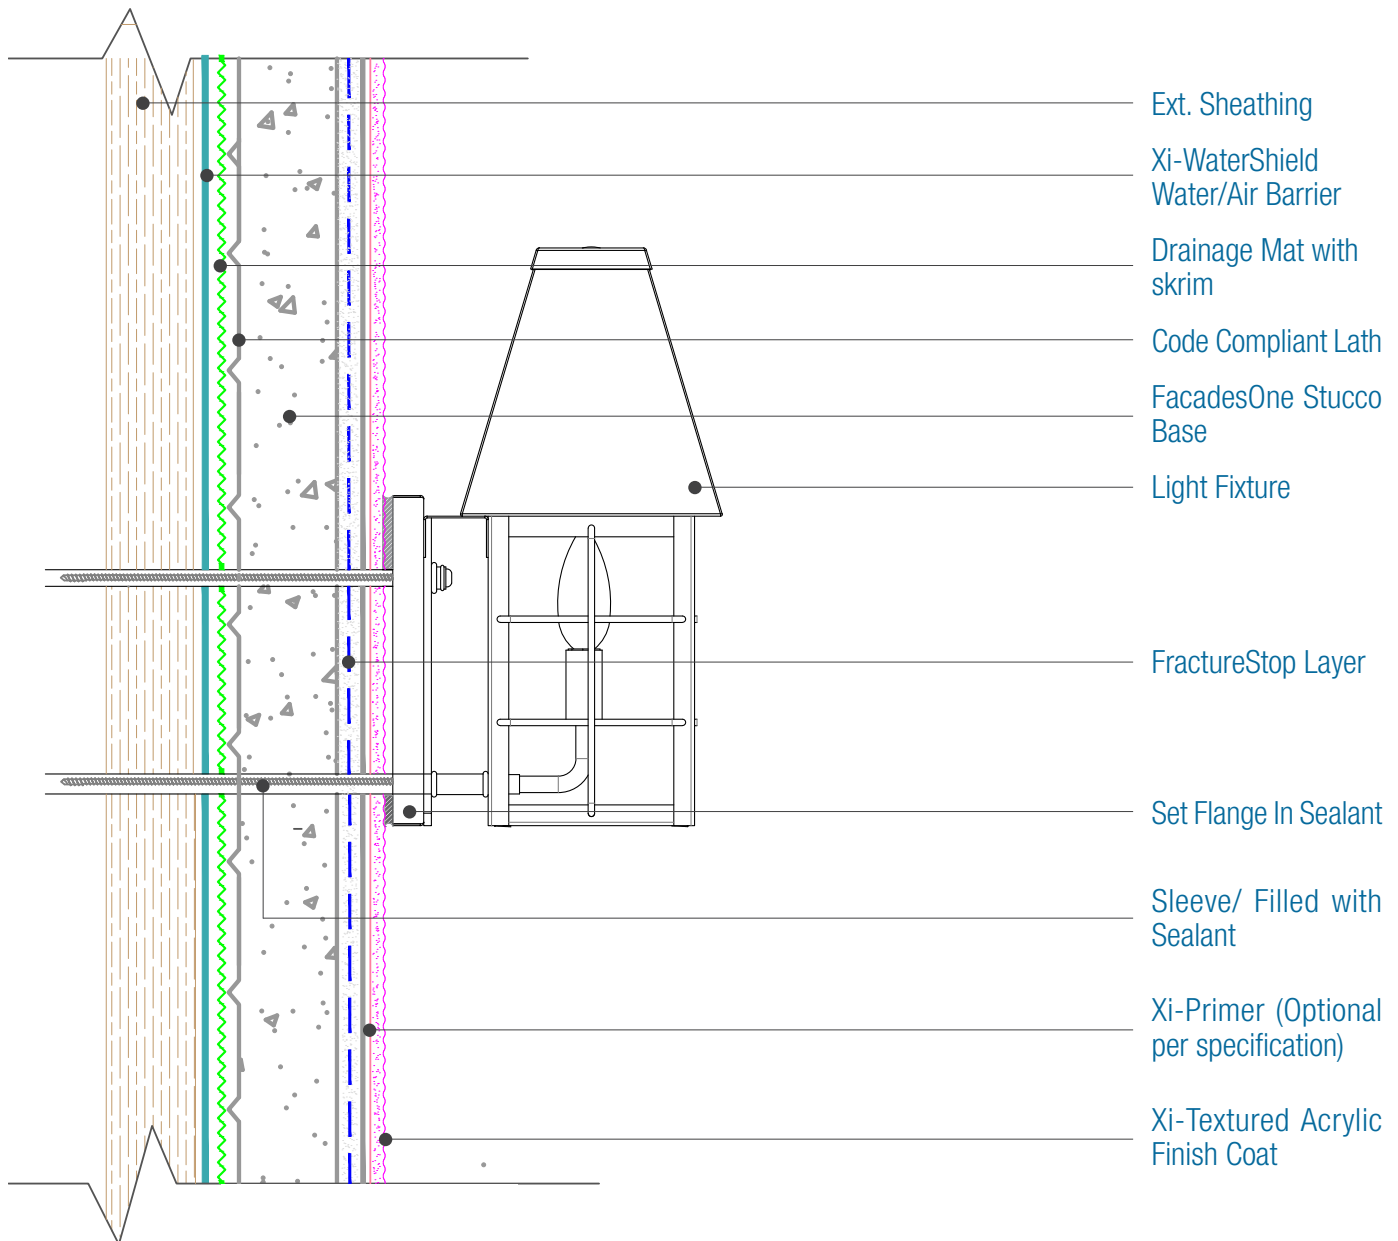 Ext. Sheathing
Xi-WaterShield
Water/Air Barrier
Drainage Mat with
skrim
Code Compliant Lath
FacadesOne Stucco
Base
Light Fixture
FractureStop Layer
Set Flange In Sealant
Sleeve/ Filled with
Sealant
Xi-Primer (Optional
per specification)
Xi-Textured Acrylic
Finish Coat